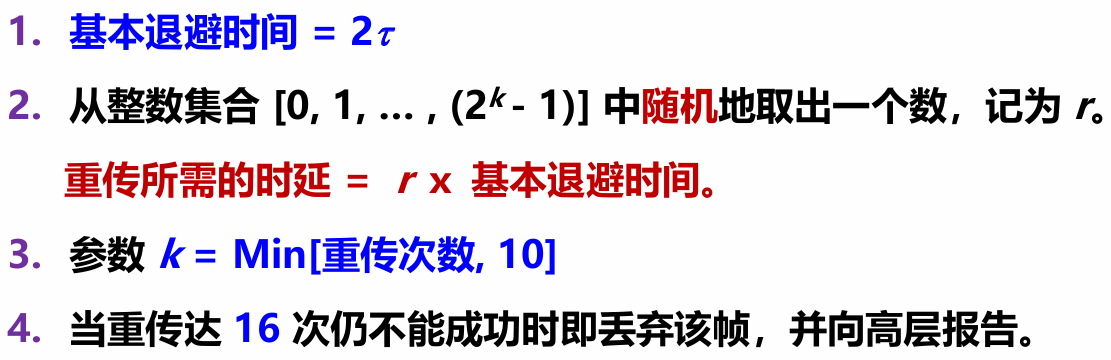 1. 基本退避时间 = 2τ
2. 从整数集合 [0, 1, … , (2ᵏ - 1)] 中随机地取出一个数，记为 r。
重传所需的时延 = r x 基本退避时间。
3. 参数 k = Min[重传次数, 10]
4. 当重传达 16 次仍不能成功时即丢弃该帧，并向高层报告。